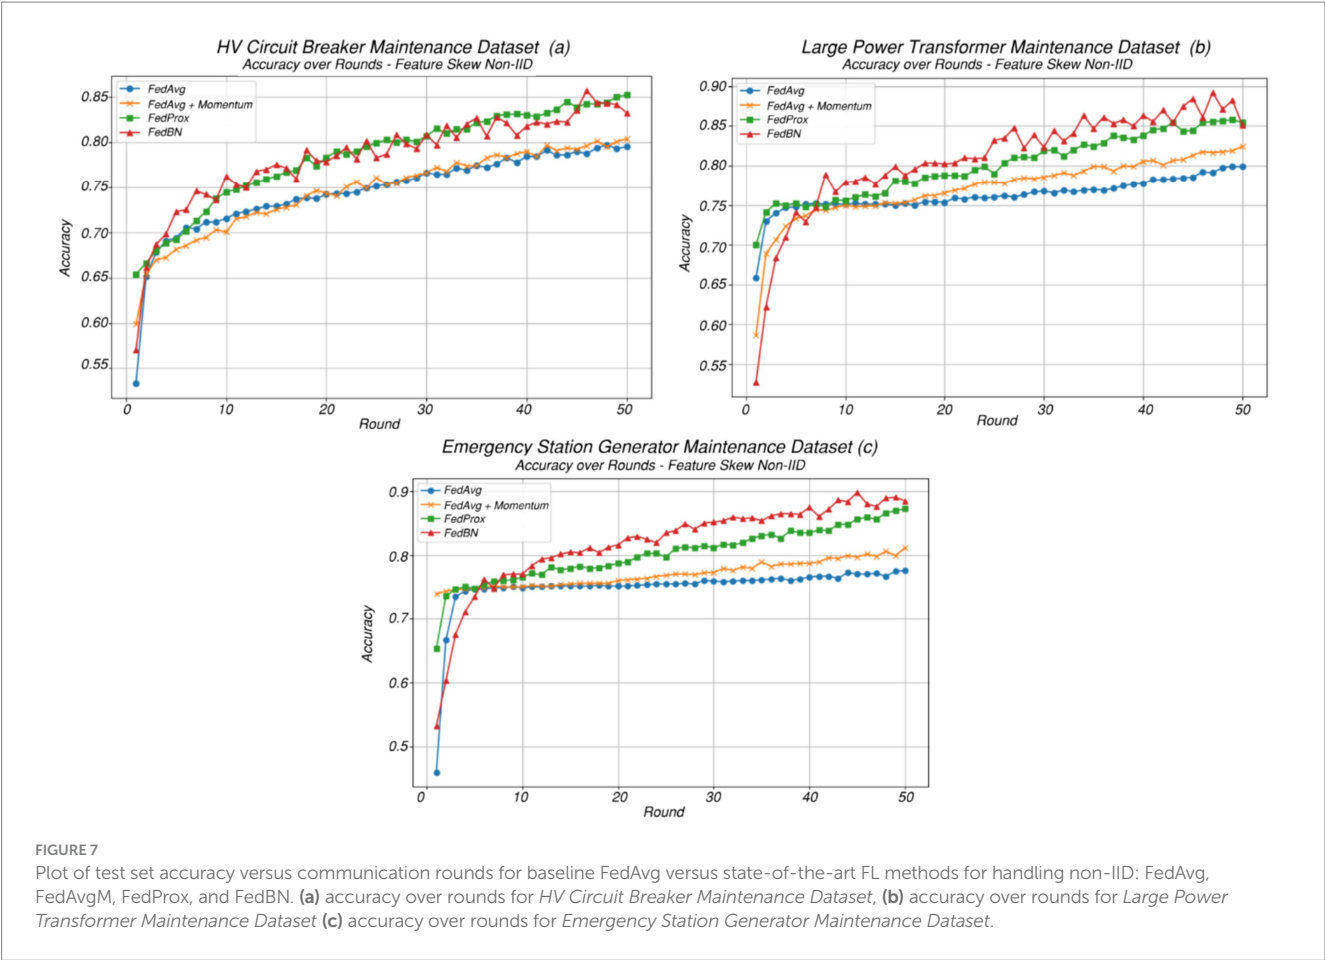 HV Circuit Breaker Maintenance Dataset (a)
Accuracy over Rounds - Feature Skew Non-IID
FedAvg
FedAvg + Momentum
FedProx
FedBN
0.85
0.80
0.75
0.70
0.65
0.60
0.55
Accuracy
0 10 20 30 40 50
Round
Large Power Transformer Maintenance Dataset (b)
Accuracy over Rounds - Feature Skew Non-IID
FedAvg
FedAvg + Momentum
FedProx
FedBN
0.90
0.85
0.80
0.75
0.70
0.65
0.60
0.55
Accuracy
0 10 20 30 40 50
Round
Emergency Station Generator Maintenance Dataset (c)
Accuracy over Rounds - Feature Skew Non-IID
FedAvg
FedAvg + Momentum
FedProx
FedBN
0.9
0.8
0.7
0.6
0.5
Accuracy
0 10 20 30 40 50
Round
FIGURE 7
Plot of test set accuracy versus communication rounds for baseline FedAvg versus state-of-the-art FL methods for handling non-IID: FedAvg,
FedAvgM, FedProx, and FedBN. (a) accuracy over rounds for HV Circuit Breaker Maintenance Dataset, (b) accuracy over rounds for Large Power
Transformer Maintenance Dataset (c) accuracy over rounds for Emergency Station Generator Maintenance Dataset.